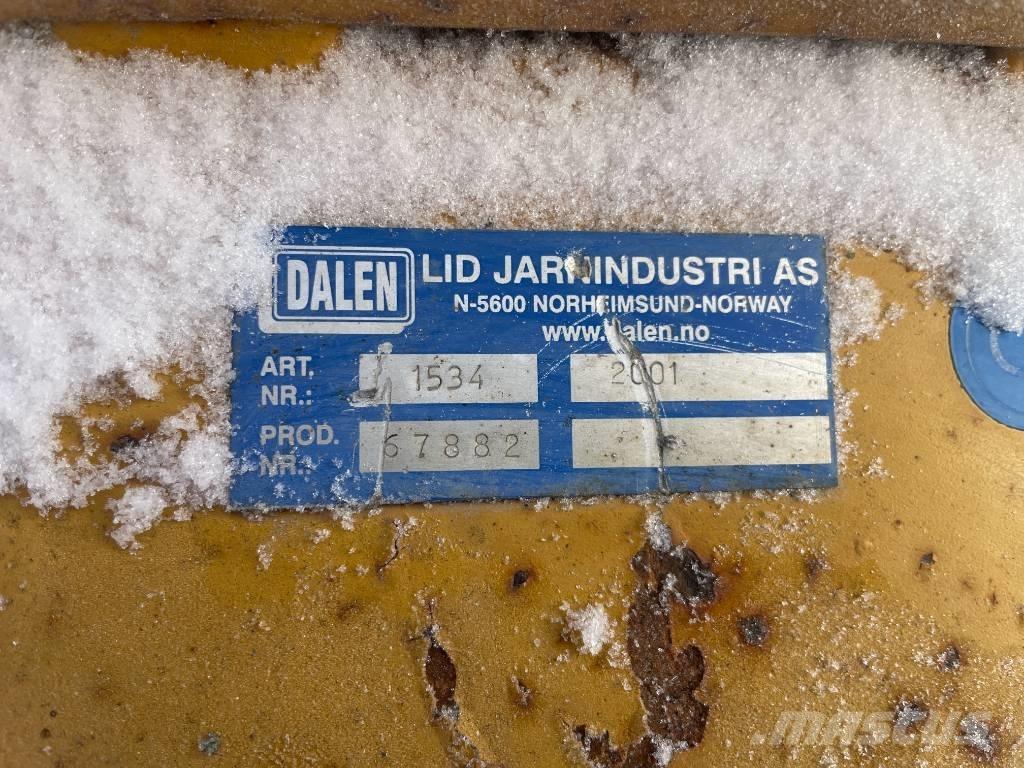 DALEN
LID JARNINDUSTRI AS
N-5600 NORHEIMSUND-NORWAY
www.dalen.no
ART. NR.: 1534 2001
PROD. NR.: 67882
mascus